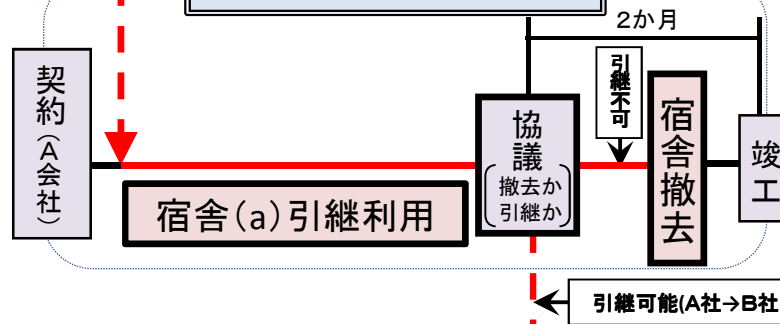 2か月
契約（A会社）
引継不可
協議
撤去か
引継か
宿舎撤去
竣工
宿舎（a）引継利用
引継可能(A社→B社